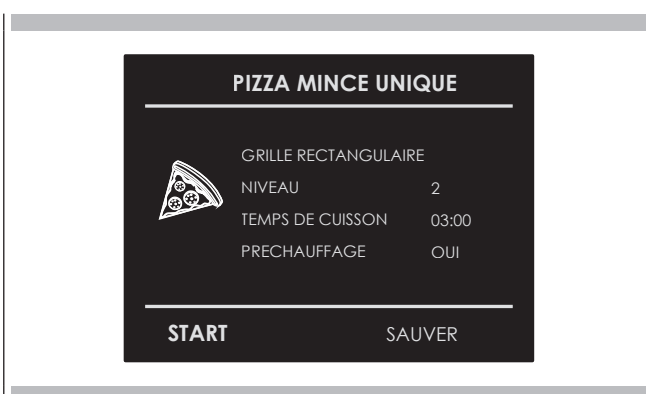 PIZZA MINCE UNIQUE
GRILLE RECTANGULAIRE
NIVEAU 2
TEMPS DE CUISSON 03:00
PRECHAUFFAGE OUI
START SAUVER